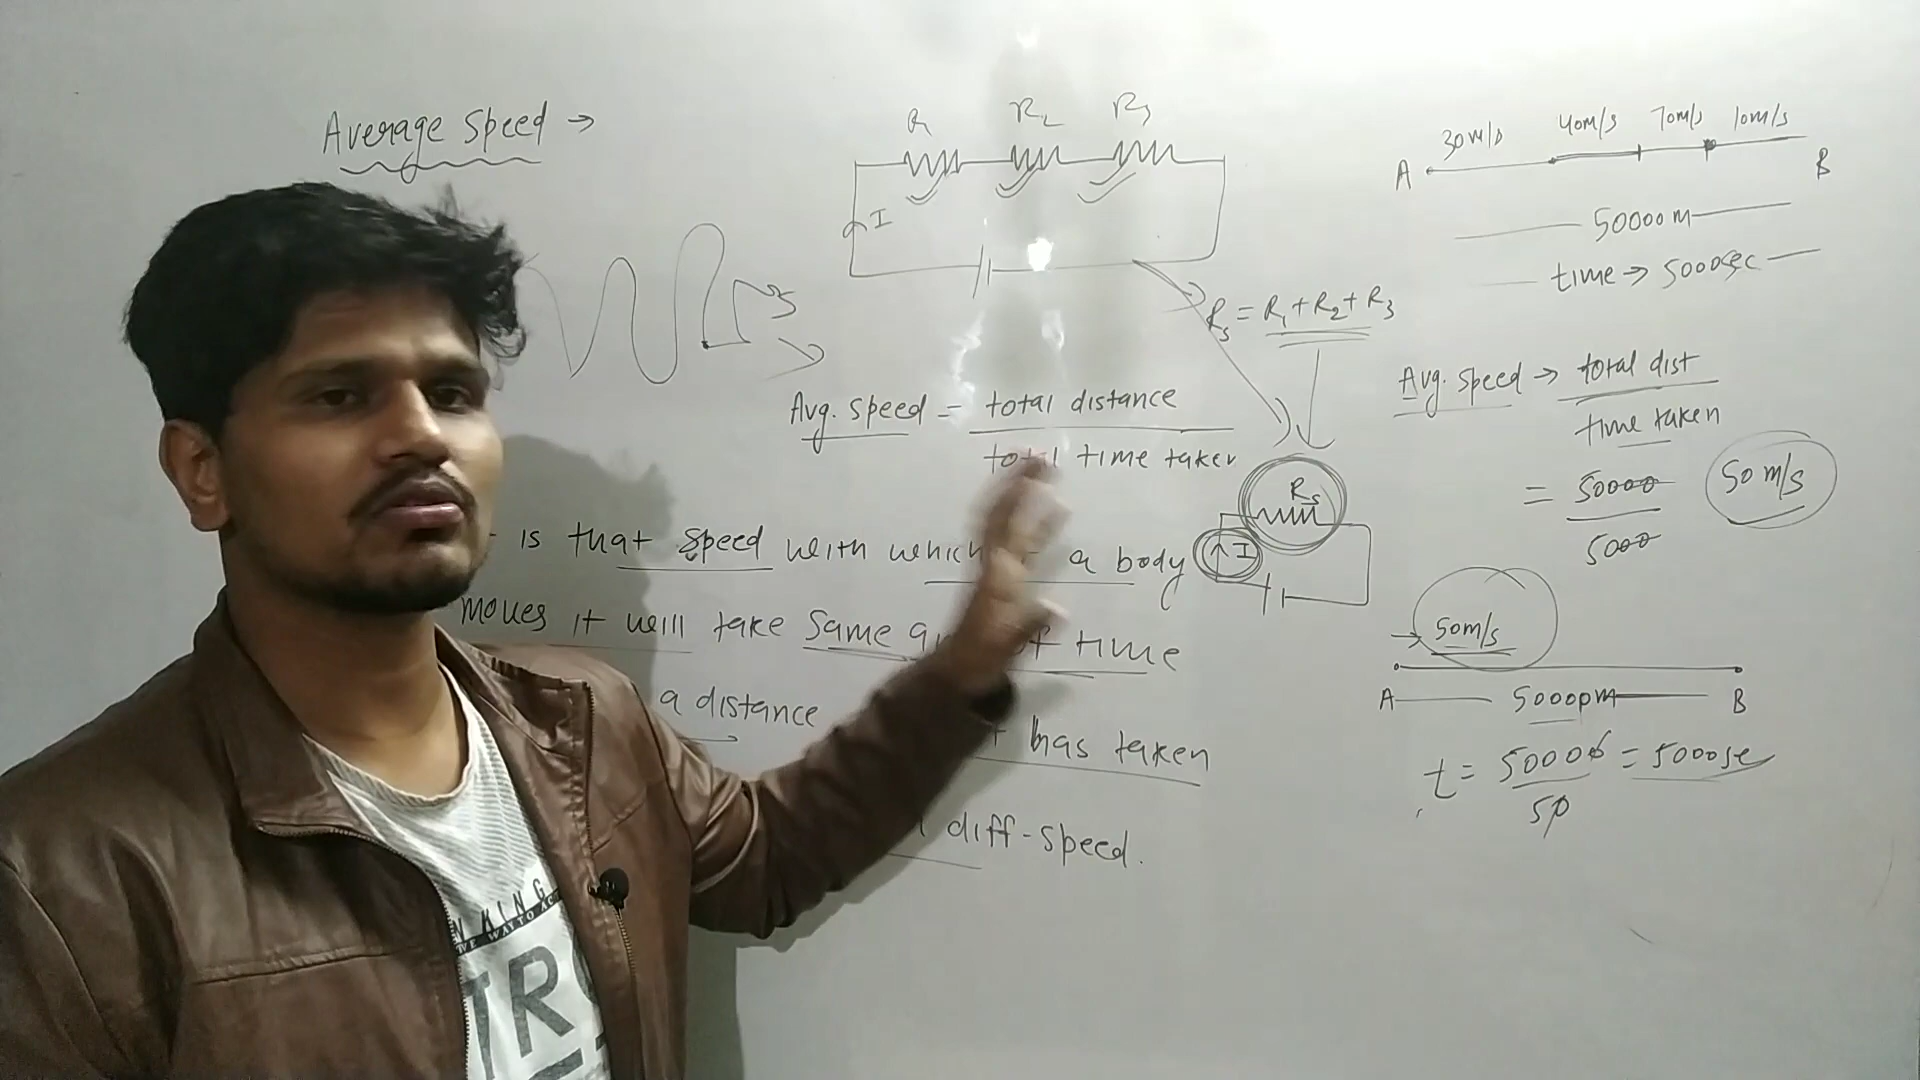 Average Speed →
R R2 R3
I
Rs = R1 + R2 + R3
Avg. speed = total distance
total time taken
Rs
I
is that speed with which a body
moves it will take same of time
a distance has taken
diff-speed.
30m/s 40m/s 70m/s 10m/s
A B
50000m
time → 5000sec
Avg. speed → total dist
time taken
= 50000
5000
50 m/s
→ 50m/s
A 50000m B
t = 50000 = 5000se
50